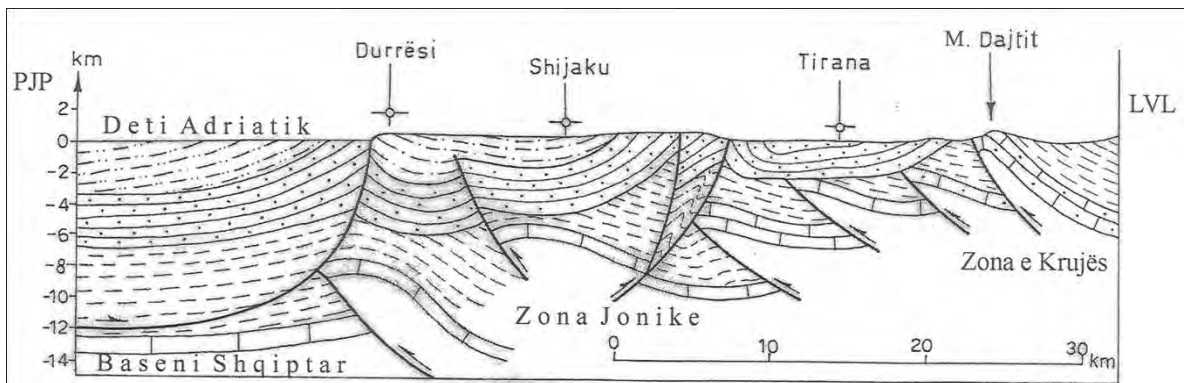 Durrësi
Shijaku
Tirana
M. Dajtit
km
PJP
LVL
2
Deti Adriatik
0
-2
-4
-6
-8
Zona e Krujës
-10
Zona Jonike
-12
0
10
20
30
km
Baseni Shqiptar
-14